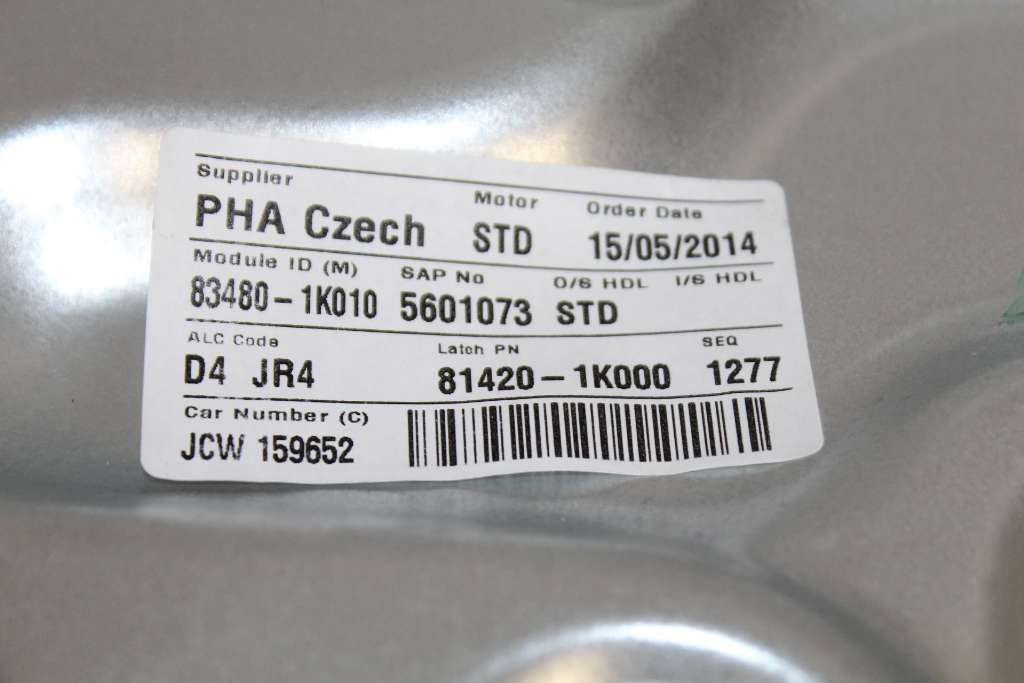 Supplier Motor Order Date
PHA Czech STD 15/05/2014
Module ID (M) SAP No O/S HDL I/S HDL
83480-1K010 5601073 STD
ALC Code Latch PN SEQ
D4 JR4 81420-1K000 1277
Car Number (C)
JCW 159652